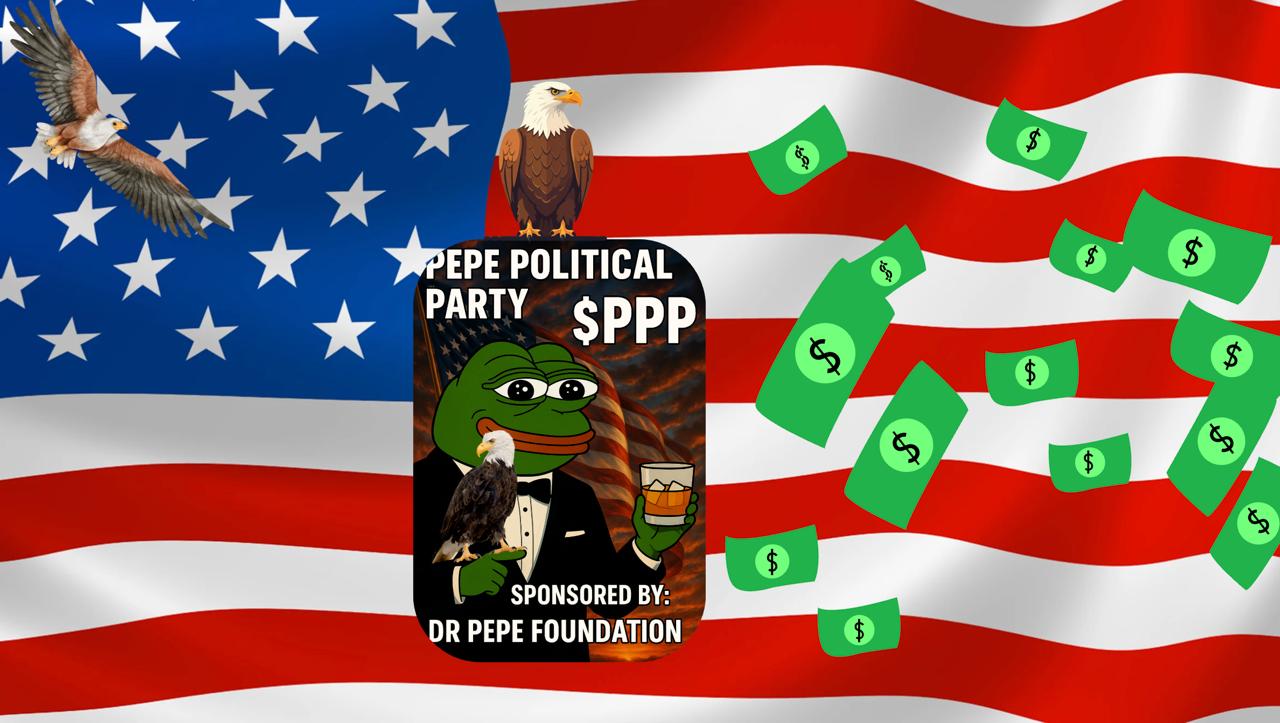 PEPE POLITICAL
PARTY
$PPP
SPONSORED BY:
DR PEPE FOUNDATION
$
$
$
$
$
$
$
$
$
$
$
$
$
$